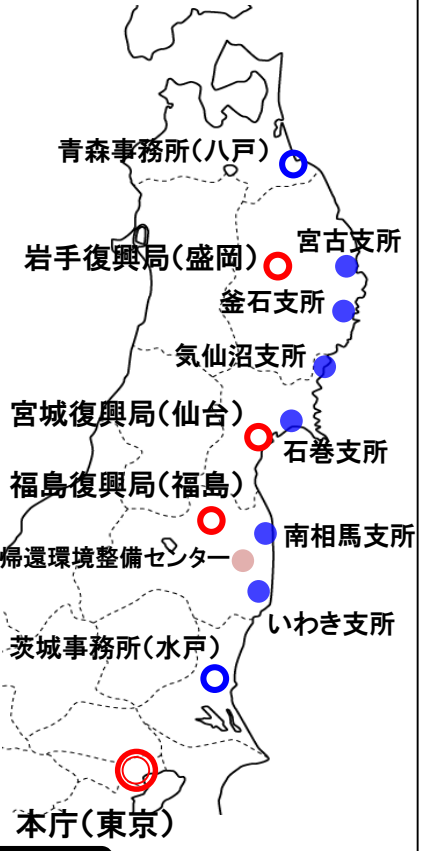 青森事務所（八戸）
宮古支所
岩手復興局（盛岡）
釜石支所
気仙沼支所
宮城復興局（仙台）
石巻支所
福島復興局（福島）
南相馬支所
帰還環境整備センター
いわき支所
茨城事務所（水戸）
本庁（東京）